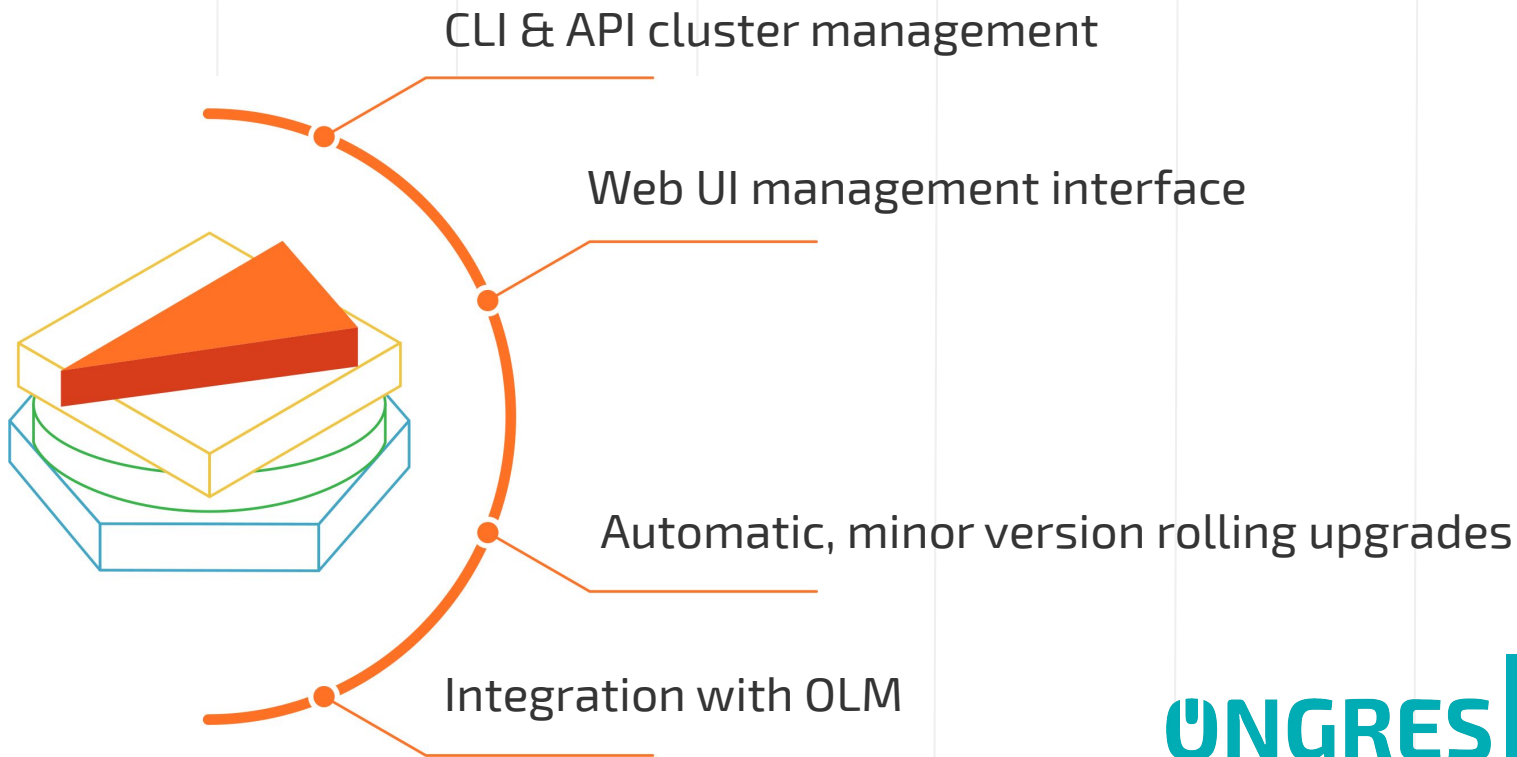 CLI & API cluster management
Web UI management interface
Automatic, minor version rolling upgrades
Integration with OLM
ONGRES